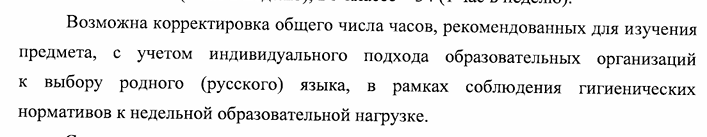 Возможна корректировка общего числа часов, рекомендованных для изучения
предмета, с учетом индивидуального подхода образовательных организаций
к выбору родного (русского) языка, в рамках соблюдения гигиенических
нормативов к недельной образовательной нагрузке.